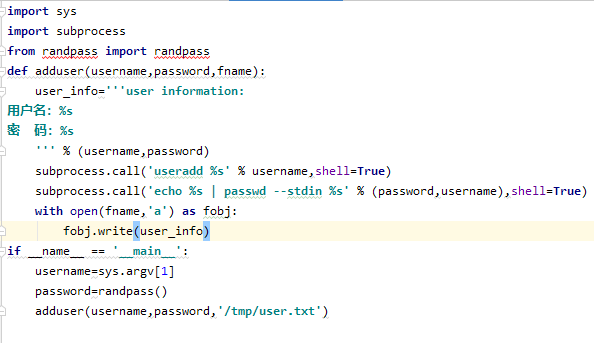 import sys
import subprocess
from randpass import randpass
def adduser(username,password,fname):
    user_info='''user information:
用户名: %s
密  码: %s
    ''' % (username,password)
    subprocess.call('useradd %s' % username,shell=True)
    subprocess.call('echo %s | passwd --stdin %s' % (password,username),shell=True)
    with open(fname,'a') as fobj:
        fobj.write(user_info)
if __name__ == '__main__':
    username=sys.argv[1]
    password=randpass()
    adduser(username,password,'/tmp/user.txt')